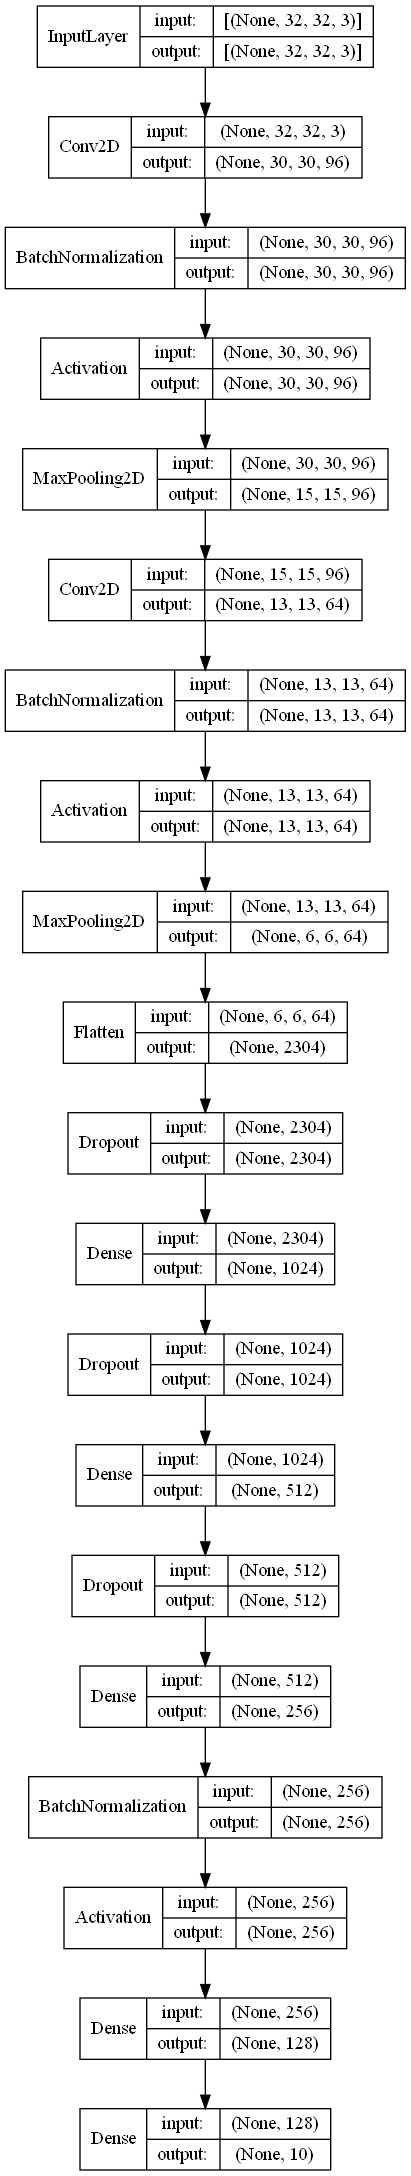 InputLayer
input: [(None, 32, 32, 3)]
output: [(None, 32, 32, 3)]
Conv2D
input: (None, 32, 32, 3)
output: (None, 30, 30, 96)
BatchNormalization
input: (None, 30, 30, 96)
output: (None, 30, 30, 96)
Activation
input: (None, 30, 30, 96)
output: (None, 30, 30, 96)
MaxPooling2D
input: (None, 30, 30, 96)
output: (None, 15, 15, 96)
Conv2D
input: (None, 15, 15, 96)
output: (None, 13, 13, 64)
BatchNormalization
input: (None, 13, 13, 64)
output: (None, 13, 13, 64)
Activation
input: (None, 13, 13, 64)
output: (None, 13, 13, 64)
MaxPooling2D
input: (None, 13, 13, 64)
output: (None, 6, 6, 64)
Flatten
input: (None, 6, 6, 64)
output: (None, 2304)
Dropout
input: (None, 2304)
output: (None, 2304)
Dense
input: (None, 2304)
output: (None, 1024)
Dropout
input: (None, 1024)
output: (None, 1024)
Dense
input: (None, 1024)
output: (None, 512)
Dropout
input: (None, 512)
output: (None, 512)
Dense
input: (None, 512)
output: (None, 256)
BatchNormalization
input: (None, 256)
output: (None, 256)
Activation
input: (None, 256)
output: (None, 256)
Dense
input: (None, 256)
output: (None, 128)
Dense
input: (None, 128)
output: (None, 10)